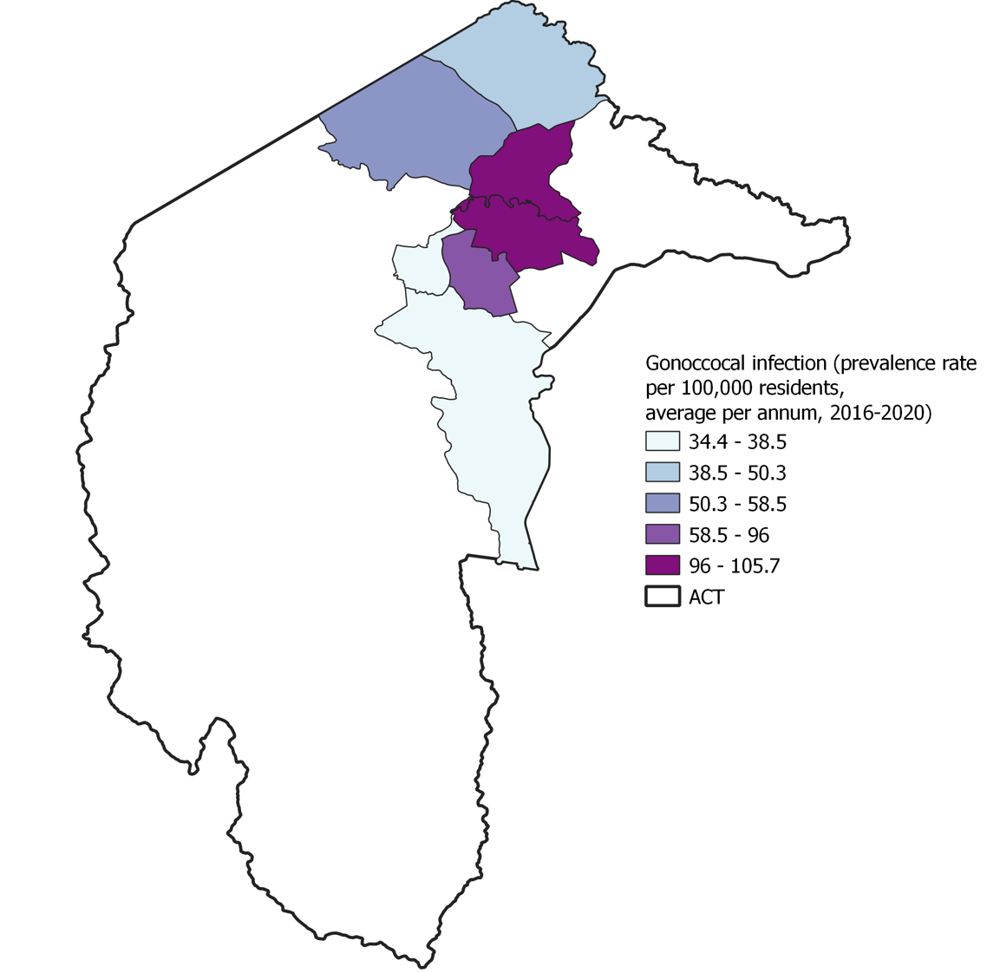 Gonoccocal infection (prevalence rate
per 100,000 residents,
average per annum, 2016-2020)
34.4 - 38.5
38.5 - 50.3
50.3 - 58.5
58.5 - 96
96 - 105.7
ACT